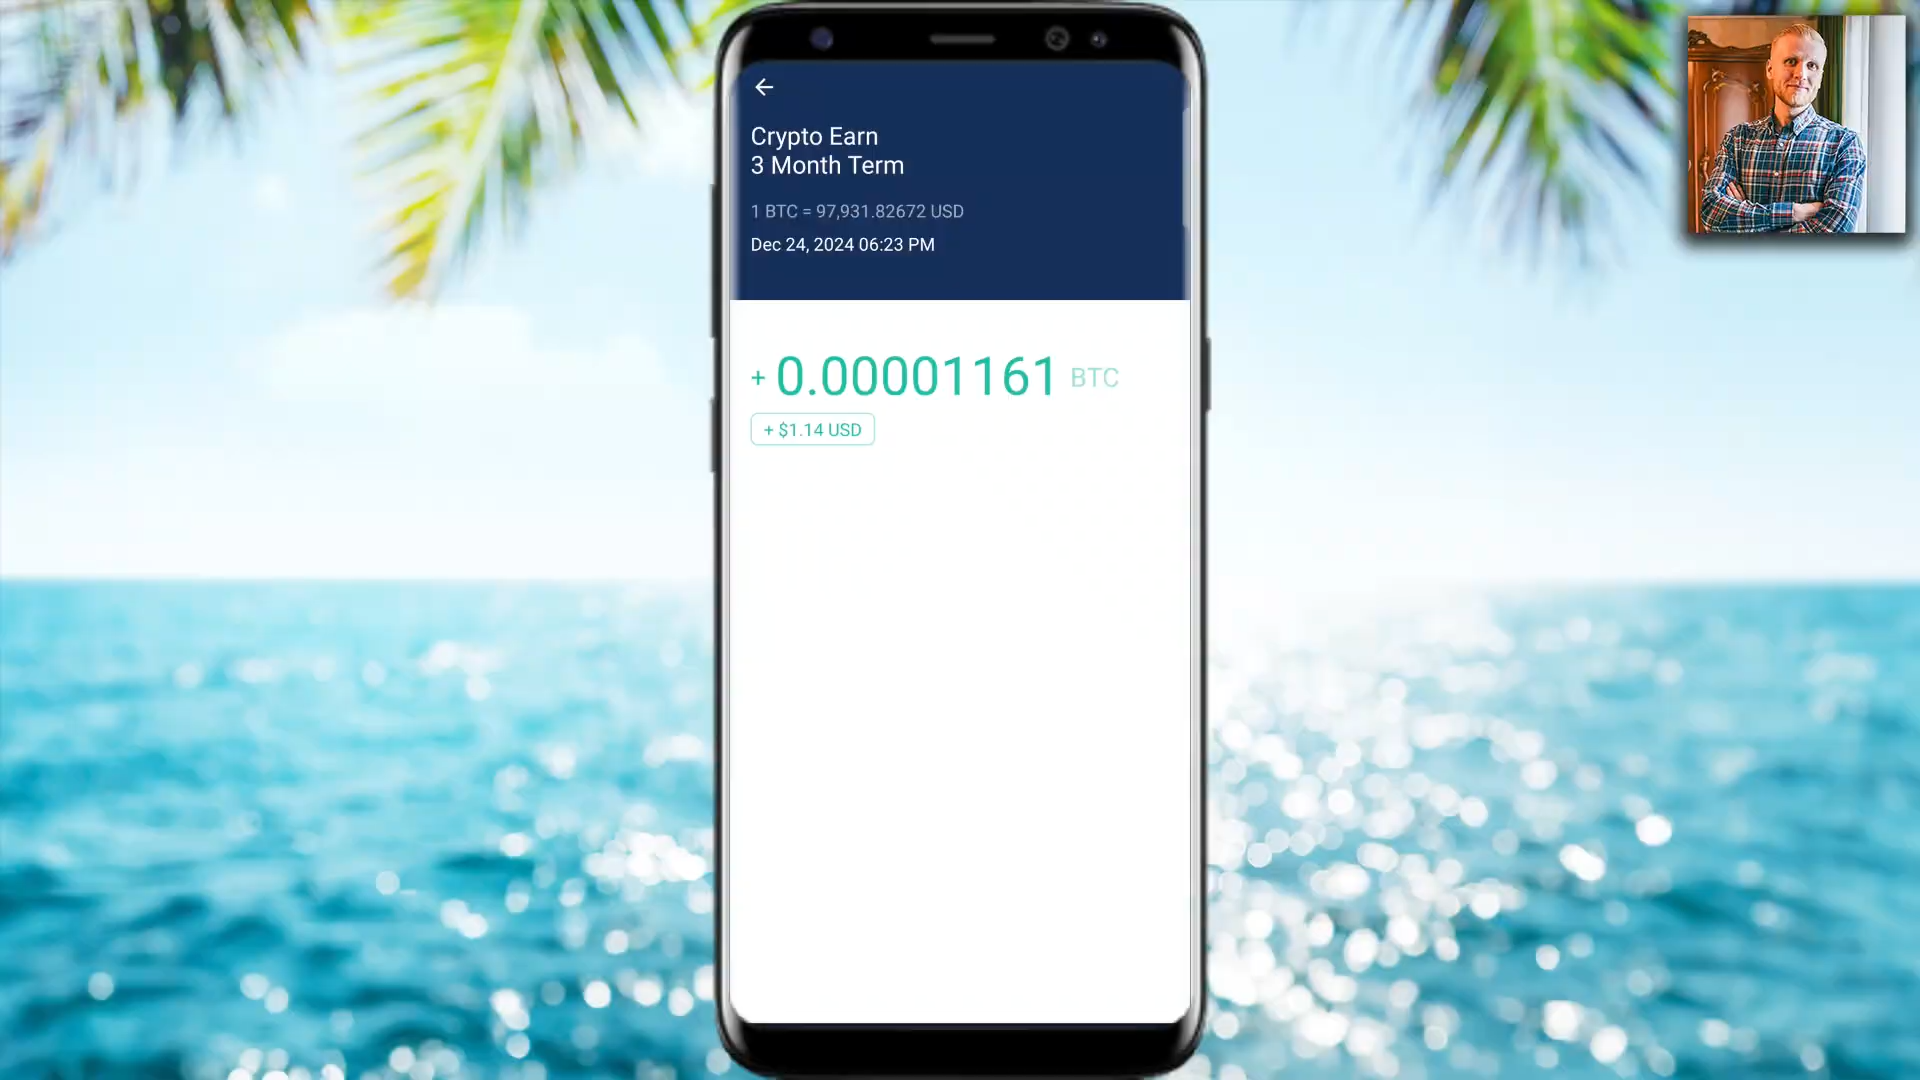 Crypto Earn
3 Month Term
1 BTC = 97,931.82672 USD
Dec 24, 2024 06:23 PM
+ 0.00001161 BTC
+ $1.14 USD